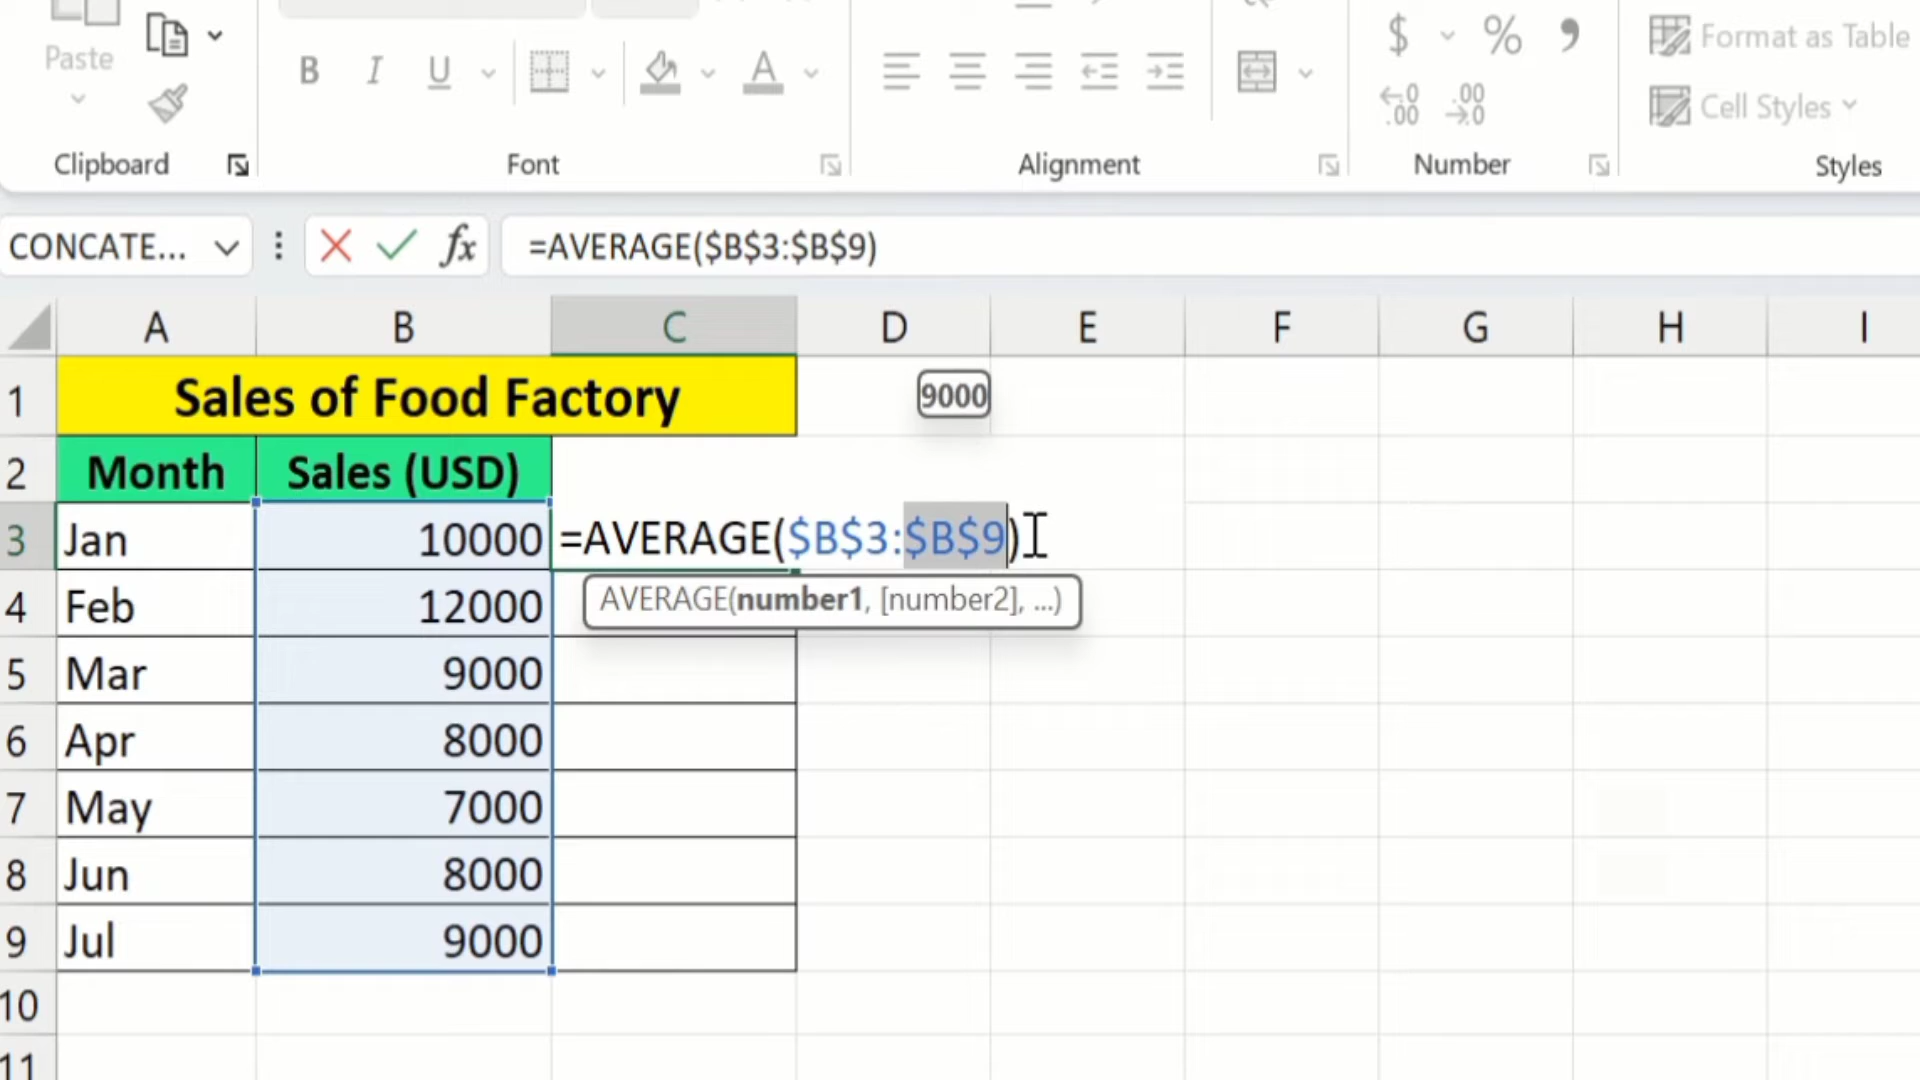 Paste
B I U A
$ % 9
Format as Table
←0 .00 .00 →0
Cell Styles
Clipboard Font Alignment Number Styles
CONCATE... fx =AVERAGE($B$3:$B$9)
A B C D E F G H I
1 Sales of Food Factory 9000
2 Month Sales (USD)
3 Jan 10000 =AVERAGE($B$3:$B$9)
AVERAGE(number1, [number2], ...)
4 Feb 12000
5 Mar 9000
6 Apr 8000
7 May 7000
8 Jun 8000
9 Jul 9000
10
11